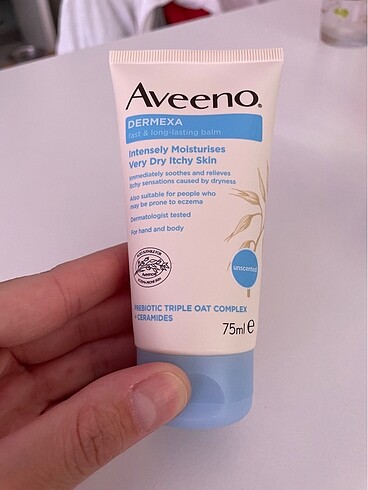 Aveeno®
DERMEXA
fast & long-lasting balm
Intensely Moisturises
Very Dry Itchy Skin
Immediately soothes and relieves
itchy sensations caused by dryness
Also suitable for people who
may be prone to eczema
Dermatologist tested
For hand and body
unscented
PREBIOTIC TRIPLE OAT COMPLEX
+ CERAMIDES
75ml e